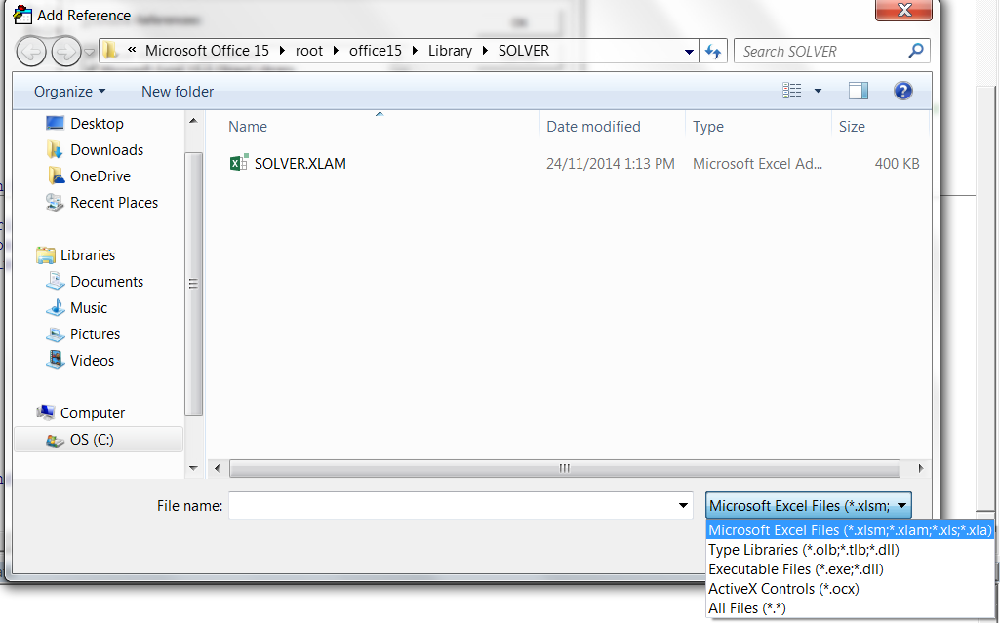 Add Reference
« Microsoft Office 15 root office15 Library SOLVER
Search SOLVER
Organize New folder
Name Date modified Type Size
SOLVER.XLAM 24/11/2014 1:13 PM Microsoft Excel Ad... 400 KB
Desktop
Downloads
OneDrive
Recent Places
Libraries
Documents
Music
Pictures
Videos
Computer
OS (C:)
File name:
Microsoft Excel Files (*.xlsm;
Microsoft Excel Files (*.xlsm;*.xlam;*.xls;*.xla)
Type Libraries (*.olb;*.tlb;*.dll)
Executable Files (*.exe;*.dll)
ActiveX Controls (*.ocx)
All Files (*.*)